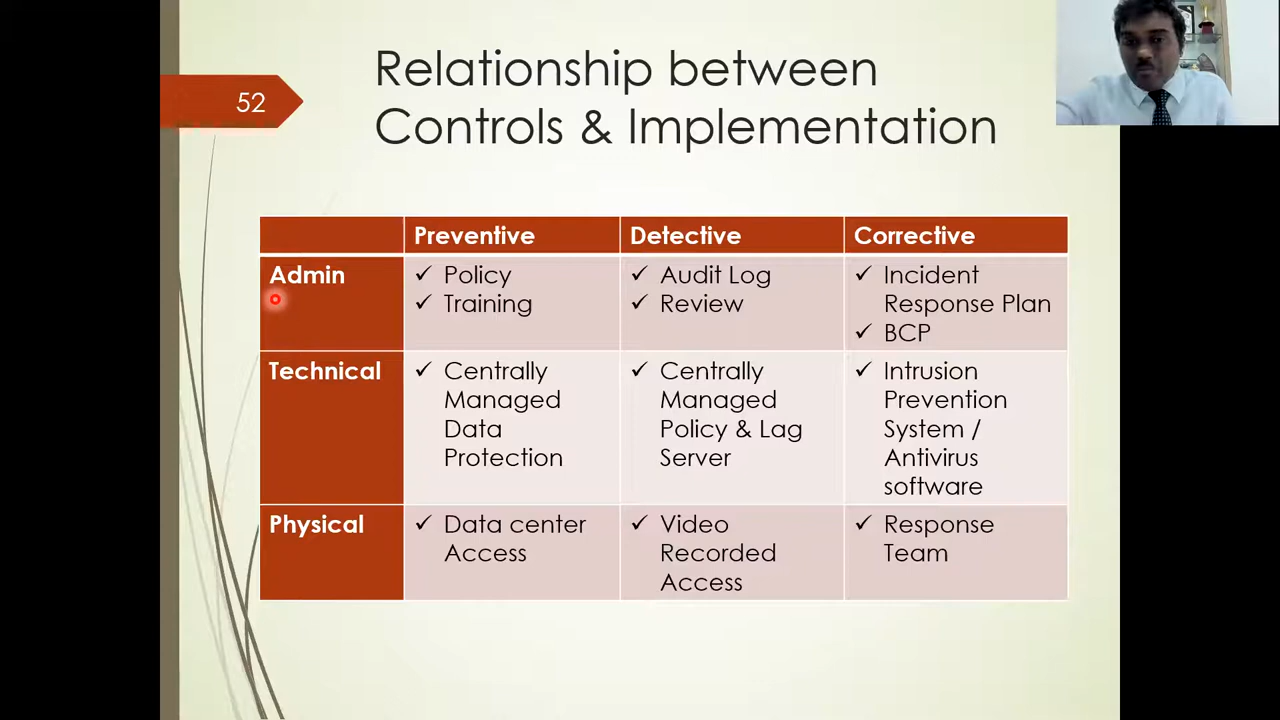 52
Relationship between
Controls & Implementation
Preventive
Detective
Corrective
Admin
✓ Policy
✓ Training
✓ Audit Log
✓ Review
✓ Incident
Response Plan
✓ BCP
Technical
✓ Centrally
Managed
Data
Protection
✓ Centrally
Managed
Policy & Lag
Server
✓ Intrusion
Prevention
System /
Antivirus
software
Physical
✓ Data center
Access
✓ Video
Recorded
Access
✓ Response
Team